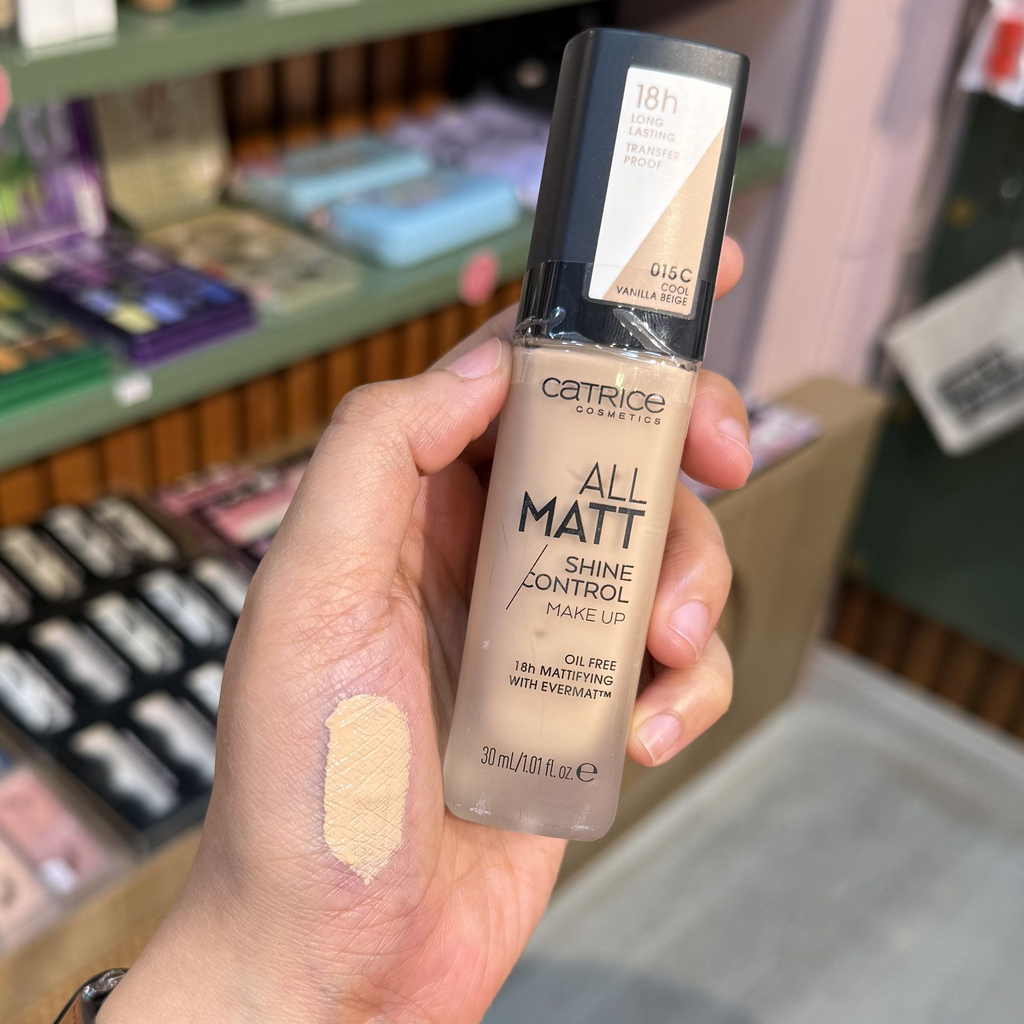 18h
LONG
LASTING.
TRANSFER
PROOF
015 C
COOL
VANILLA BEIGE
CATRICE
COSMETICS
ALL
MATT
SHINE
CONTROL
MAKE UP
OIL FREE
18h MATTIFYING
WITH EVERMAT™
30 mL/1.01 fl. oz. ℮